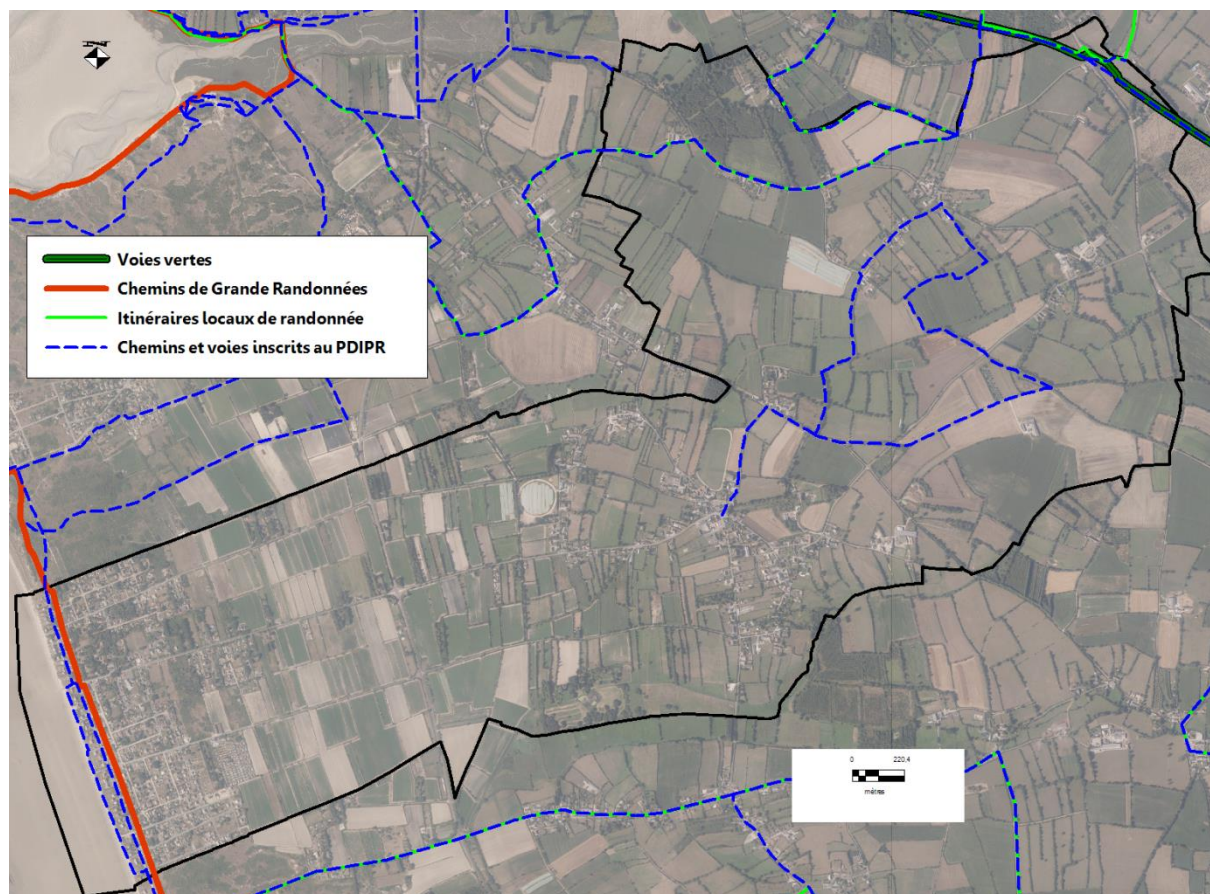 Voies vertes
Chemins de Grande Randonnées
Itinéraires locaux de randonnée
Chemins et voies inscrits au PDIPR
0 220,4
mètres